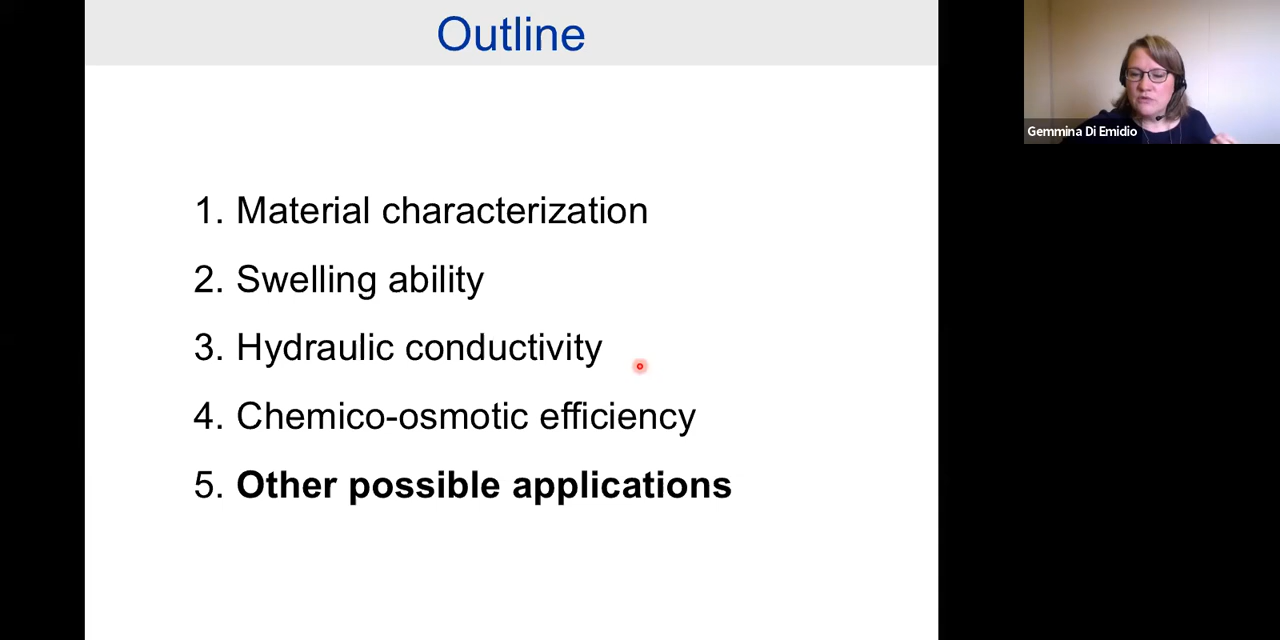 Outline
1. Material characterization
2. Swelling ability
3. Hydraulic conductivity
4. Chemico-osmotic efficiency
5. Other possible applications
Gemmina Di Emidio